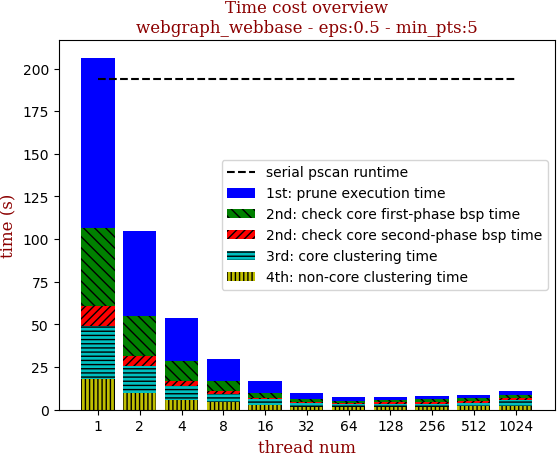 Time cost overview
webgraph_webbase - eps:0.5 - min_pts:5
time (s)
200
175
150
125
100
75
50
25
0
serial pscan runtime
1st: prune execution time
2nd: check core first-phase bsp time
2nd: check core second-phase bsp time
3rd: core clustering time
4th: non-core clustering time
1 2 4 8 16 32 64 128 256 512 1024
thread num